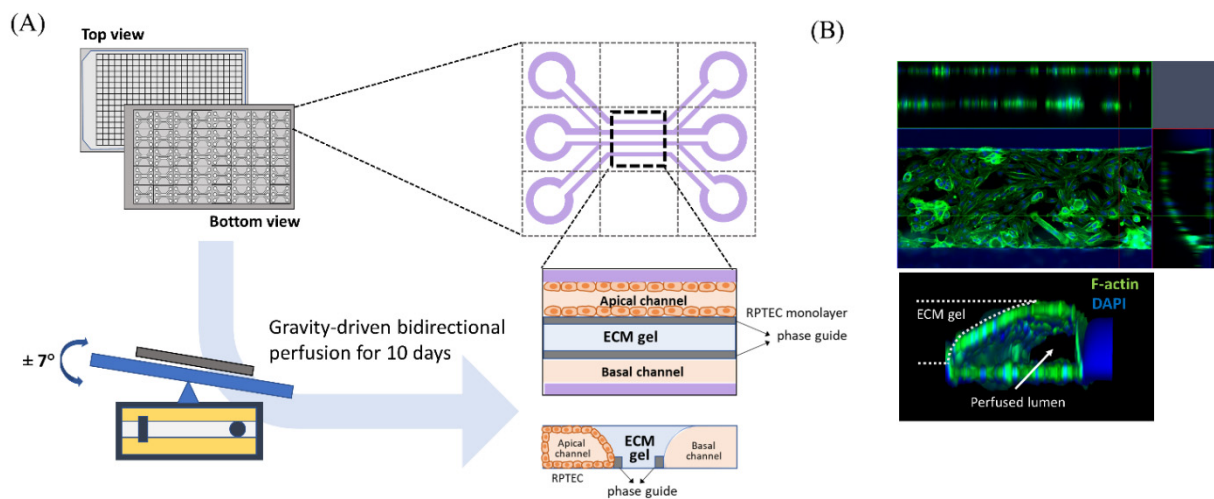 (A)
Top view
Bottom view
± 7°
Gravity-driven bidirectional
perfusion for 10 days
Apical channel
ECM gel
Basal channel
RPTEC monolayer
phase guide
Apical
channel
ECM
gel
Basal
channel
RPTEC
phase guide
(B)
F-actin
DAPI
ECM gel
Perfused lumen